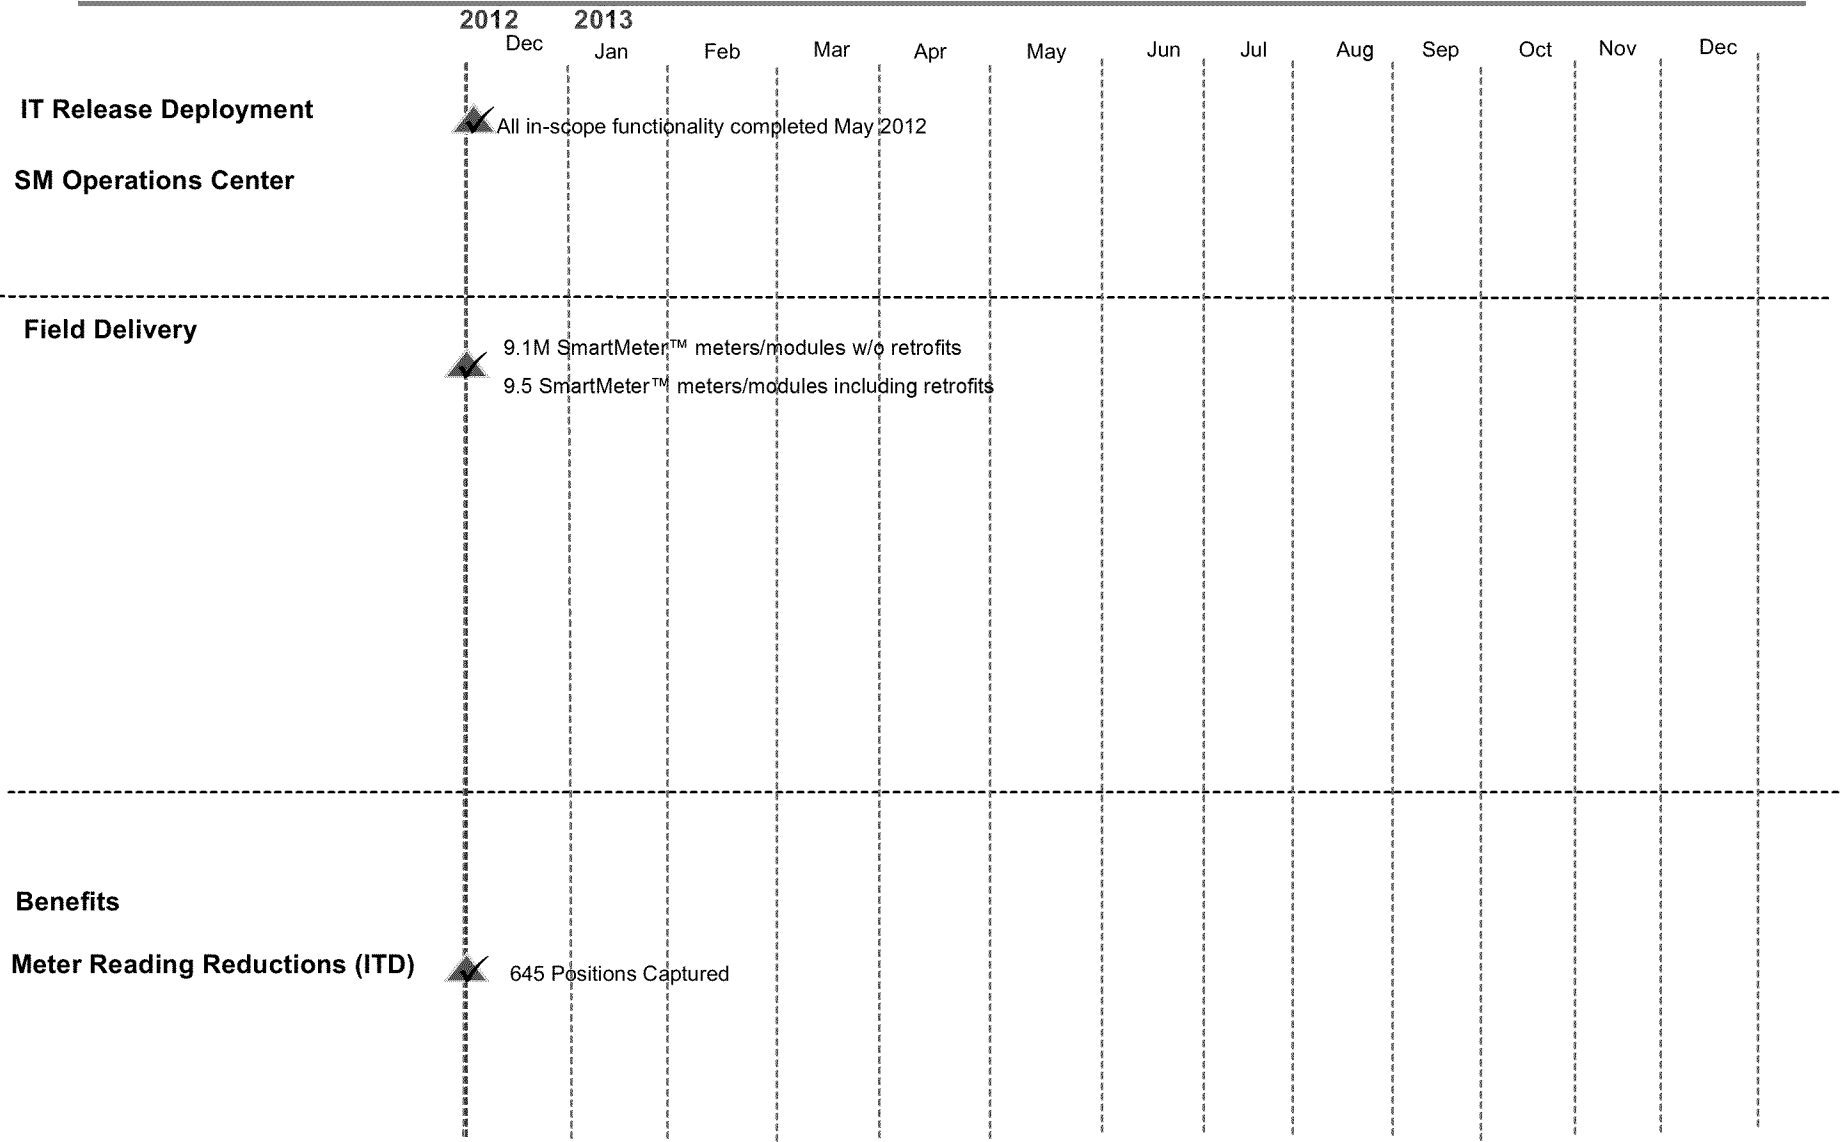 2012 2013
Dec Jan Feb Mar Apr May Jun Jul Aug Sep Oct Nov Dec
IT Release Deployment
All in-scope functionality completed May 2012
SM Operations Center
Field Delivery
9.1M SmartMeter™ meters/modules w/o retrofits
9.5 SmartMeter™ meters/modules including retrofits
Benefits
Meter Reading Reductions (ITD)
645 Positions Captured